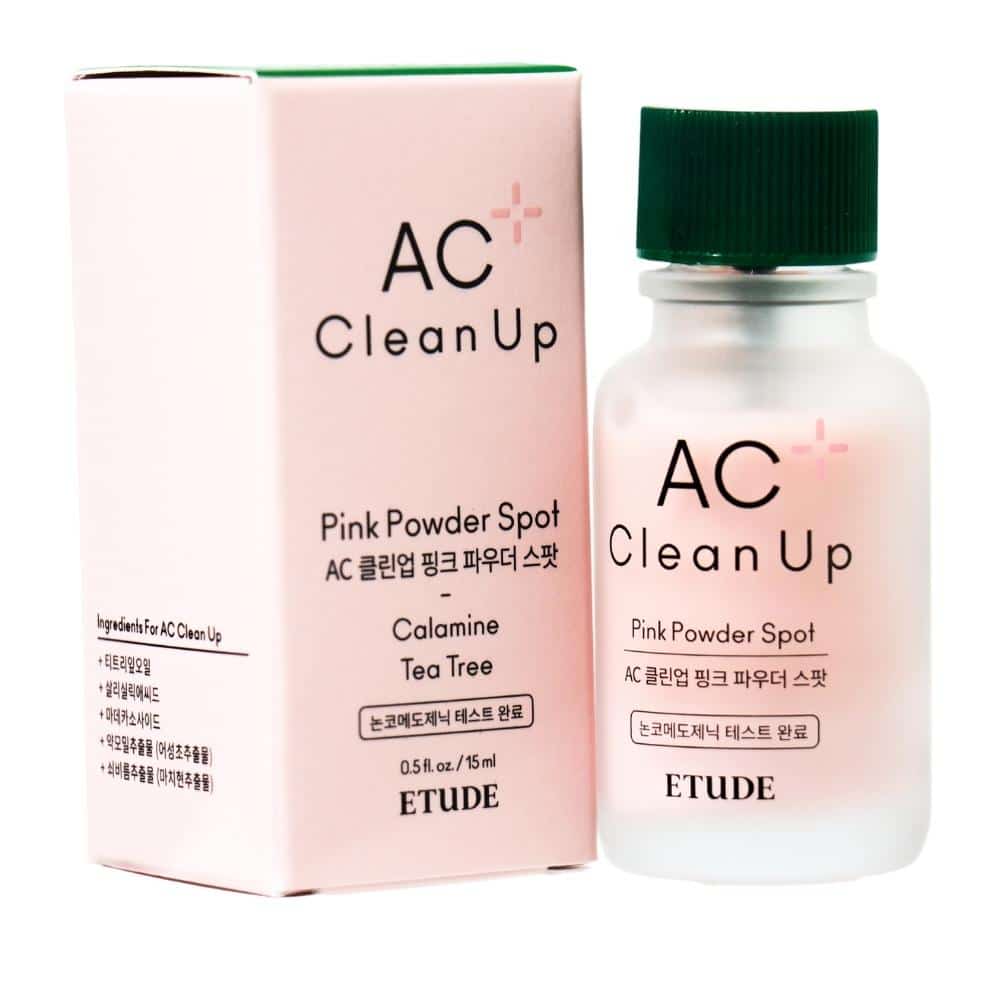 AC
Clean Up
Pink Powder Spot
AC 클린업 핑크 파우더 스팟
-
Calamine
Tea Tree
논코메도제닉 테스트 완료
0.5 fl. oz. / 15 ml
ETUDE
Ingredients For AC Clean Up
+ 티트리잎오일
+ 살리실릭애씨드
+ 마데카소사이드
+ 약모밀추출물 (어성초추출물)
+ 쇠비름추출물 (마치현추출물)
AC
Clean Up
Pink Powder Spot
AC 클린업 핑크 파우더 스팟
논코메도제닉 테스트 완료
ETUDE